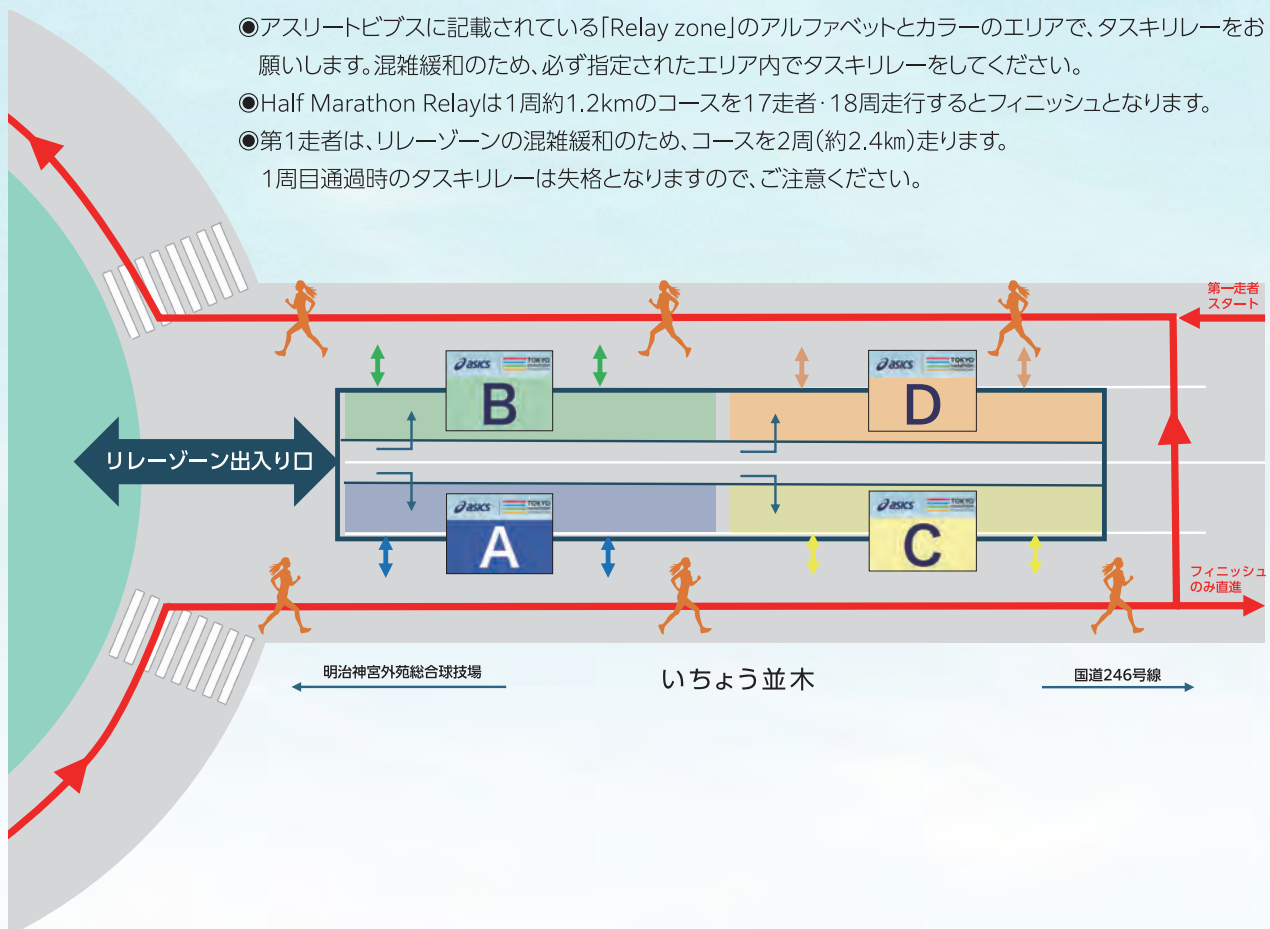 ◉アスリートビブスに記載されている「Relay zone」のアルファベットとカラーのエリアで、タスキリレーをお
願いします。混雑緩和のため、必ず指定されたエリア内でタスキリレーをしてください。
◉Half Marathon Relayは1周約1.2kmのコースを17走者・18周走行するとフィニッシュとなります。
◉第1走者は、リレーゾーンの混雑緩和のため、コースを2周(約2.4㎞)走ります。
1周目通過時のタスキリレーは失格となりますので、ご注意ください。
第一走者
スタート
asics
TOKYO
B
asics
TOKYO
D
リレーゾーン出入り口
asics
TOKYO
A
asics
TOKYO
C
フィニッシュ
のみ直進
明治神宮外苑総合球技場
いちょう並木
国道246号線